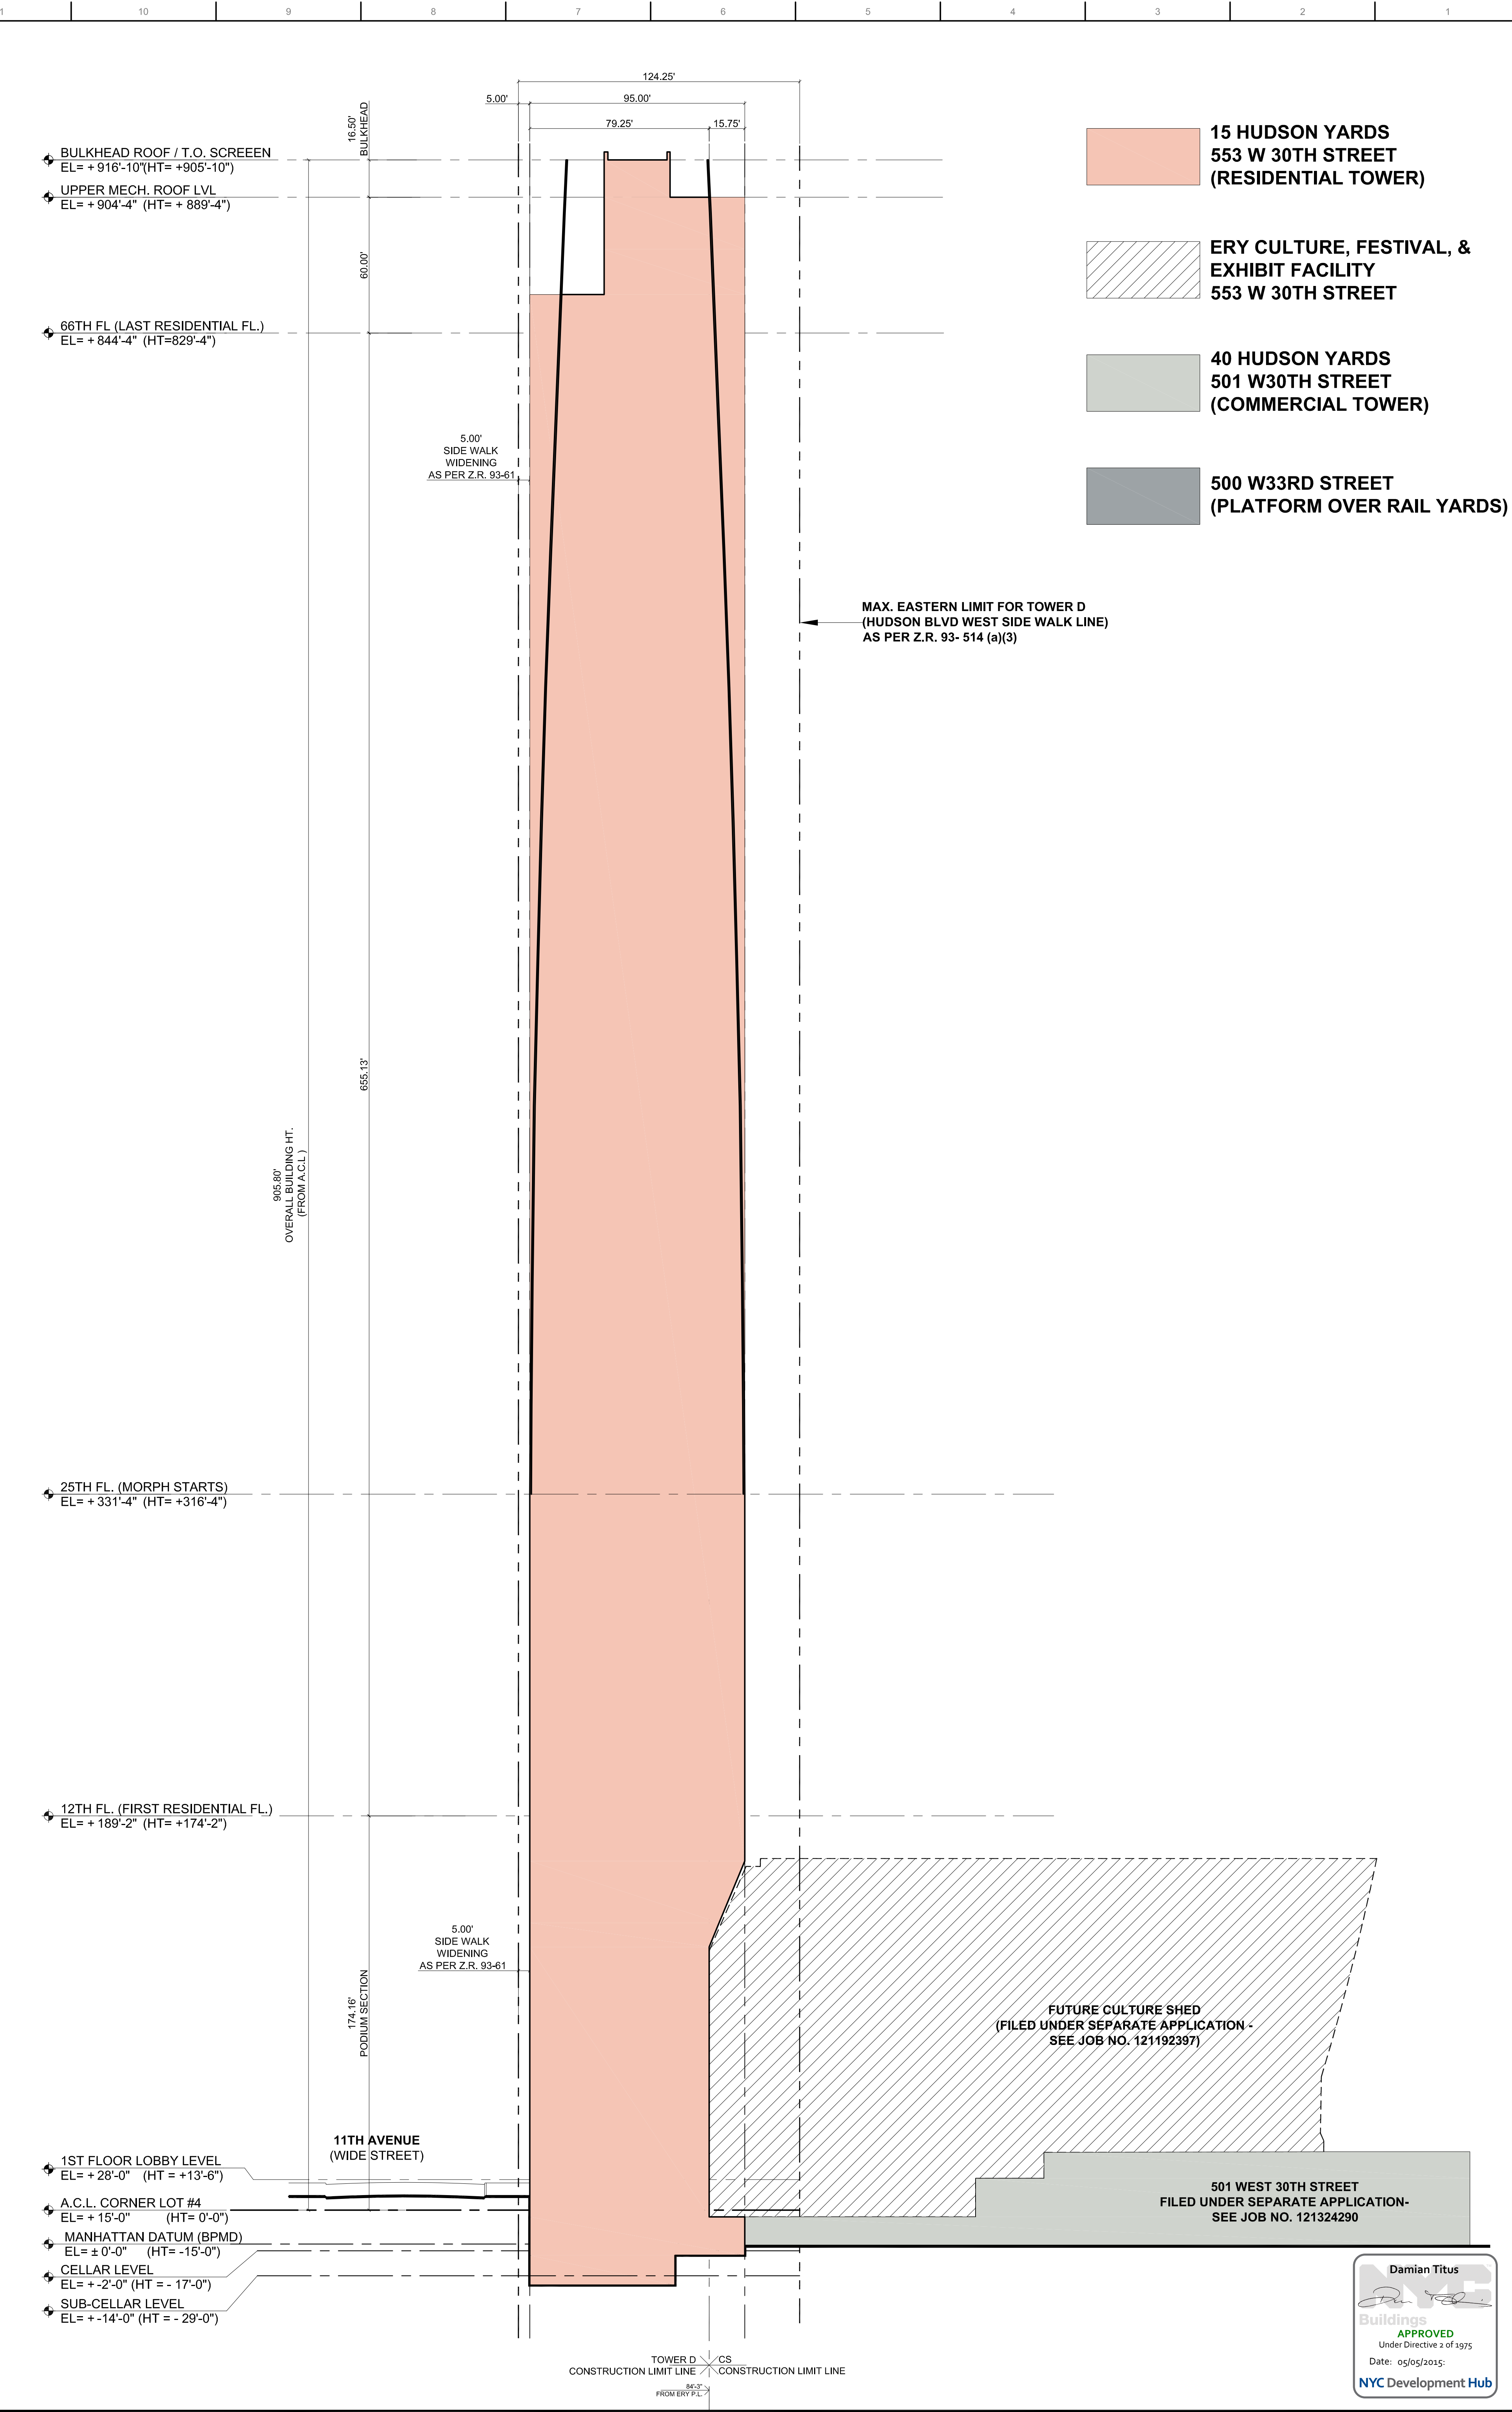 1 10 9 8 7 6 5 4 3 2 1
124.25'
5.00' 95.00'
79.25' 15.75'
16.50'
BULKHEAD
BULKHEAD ROOF / T.O. SCREEEN
EL= + 916'-10"(HT= +905'-10")
UPPER MECH. ROOF LVL
EL= + 904'-4" (HT= + 889'-4")
60.00'
66TH FL (LAST RESIDENTIAL FL.)
EL= + 844'-4" (HT=829'-4")
15 HUDSON YARDS
553 W 30TH STREET
(RESIDENTIAL TOWER)
ERY CULTURE, FESTIVAL, &
EXHIBIT FACILITY
553 W 30TH STREET
40 HUDSON YARDS
501 W30TH STREET
(COMMERCIAL TOWER)
500 W33RD STREET
(PLATFORM OVER RAIL YARDS)
5.00'
SIDE WALK
WIDENING
AS PER Z.R. 93-61
MAX. EASTERN LIMIT FOR TOWER D
(HUDSON BLVD WEST SIDE WALK LINE)
AS PER Z.R. 93- 514 (a)(3)
655.13'
905.80'
OVERALL BUILDING HT.
(FROM A.C.L )
25TH FL. (MORPH STARTS)
EL= + 331'-4" (HT= +316'-4")
12TH FL. (FIRST RESIDENTIAL FL.)
EL= + 189'-2" (HT= +174'-2")
5.00'
SIDE WALK
WIDENING
AS PER Z.R. 93-61
174.16'
PODIUM SECTION
FUTURE CULTURE SHED
(FILED UNDER SEPARATE APPLICATION -
SEE JOB NO. 121192397)
11TH AVENUE
(WIDE STREET)
1ST FLOOR LOBBY LEVEL
EL= + 28'-0" (HT = +13'-6")
A.C.L. CORNER LOT #4
EL= + 15'-0" (HT= 0'-0")
MANHATTAN DATUM (BPMD)
EL= ± 0'-0" (HT= -15'-0")
CELLAR LEVEL
EL= + -2'-0" (HT = - 17'-0")
SUB-CELLAR LEVEL
EL= + -14'-0" (HT = - 29'-0")
501 WEST 30TH STREET
FILED UNDER SEPARATE APPLICATION-
SEE JOB NO. 121324290
TOWER D CS
CONSTRUCTION LIMIT LINE CONSTRUCTION LIMIT LINE
84'-3"
FROM ERY P.L.
Damian Titus
NYC
Buildings
APPROVED
Under Directive 2 of 1975
Date: 05/05/2015:
NYC Development Hub